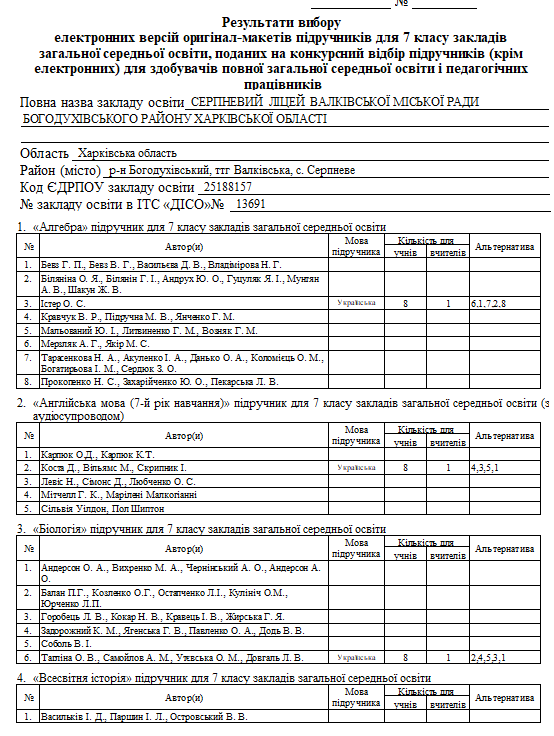 №
Результати вибору
електронних версій оригінал-макетів підручників для 7 класу закладів
загальної середньої освіти, поданих на конкурсний відбір підручників (крім
електронних) для здобувачів повної загальної середньої освіти і педагогічних
працівників
Повна назва закладу освіти СЕРПНЕВИЙ ЛІЦЕЙ ВАЛКІВСЬКОЇ МІСЬКОЇ РАДИ
БОГОДУХІВСЬКОГО РАЙОНУ ХАРКІВСЬКОЇ ОБЛАСТІ
Область Харківська область
Район (місто) р-н Богодухівський, ттг Валківська, с. Серпневе
Код ЄДРПОУ закладу освіти 25188157
№ закладу освіти в ІТС «ДІСО»№ 13691
1. «Алгебра» підручник для 7 класу закладів загальної середньої освіти
№ Автор(и) Мова підручника Кількість для учнів вчителів Альтернатива
1. Бевз Г. П., Бевз В. Г., Васильєва Д. В., Владімірова Н. Г.
2. Біляніна О. Я., Білянін Г. І., Андрух Ю. О., Гуцуляк Я. І., Мунтян
А. В., Шакун Ж. В.
3. Істер О. С. Українська 8 1 6,1,7,2,8
4. Кравчук В. Р., Підручна М. В., Янченко Г. М.
5. Мальований Ю. І., Литвиненко Г. М., Возняк Г. М.
6. Мерзляк А. Г., Якір М. С.
7. Тарасенкова Н. А., Акуленко І. А., Данько О. А., Коломієць О. М.,
Богатирьова І. М., Сердюк З. О.
8. Прокопенко Н. С., Захарійченко Ю. О., Пекарська Л. В.
2. «Англійська мова (7-й рік навчання)» підручник для 7 класу закладів загальної середньої освіти (з
аудіосупроводом)
№ Автор(и) Мова підручника Кількість для учнів вчителів Альтернатива
1. Карпюк О.Д., Карпюк К.Т.
2. Коста Д., Вільямс М., Скрипник І. Українська 8 1 4,3,5,1
3. Левіс Н., Сімонс Д., Любченко О. С.
4. Мітчелл Г. К., Марілені Малкогіанні
5. Сільвія Уілдон, Пол Шиптон
3. «Біологія» підручник для 7 класу закладів загальної середньої освіти
№ Автор(и) Мова підручника Кількість для учнів вчителів Альтернатива
1. Андерсон О. А., Вихренко М. А., Чернінський А. О., Андерсон А.
О.
2. Балан П.Г., Козленко О.Г., Остапченко Л.І., Кулініч О.М.,
Юрченко Л.П.
3. Горобець Л. В., Кокар Н. В., Кравець І. В., Жирська Г. Я.
4. Задорожний К. М., Ягенська Г. В., Павленко О. А., Додь В. В.
5. Соболь В. І.
6. Тагліна О. В., Самойлов А. М., Утєвська О. М., Довгаль Л. В. Українська 8 1 2,4,5,3,1
4. «Всесвітня історія» підручник для 7 класу закладів загальної середньої освіти
№ Автор(и) Мова підручника Кількість для учнів вчителів Альтернатива
1. Васильків І. Д., Паршин І. Л., Островський В. В.